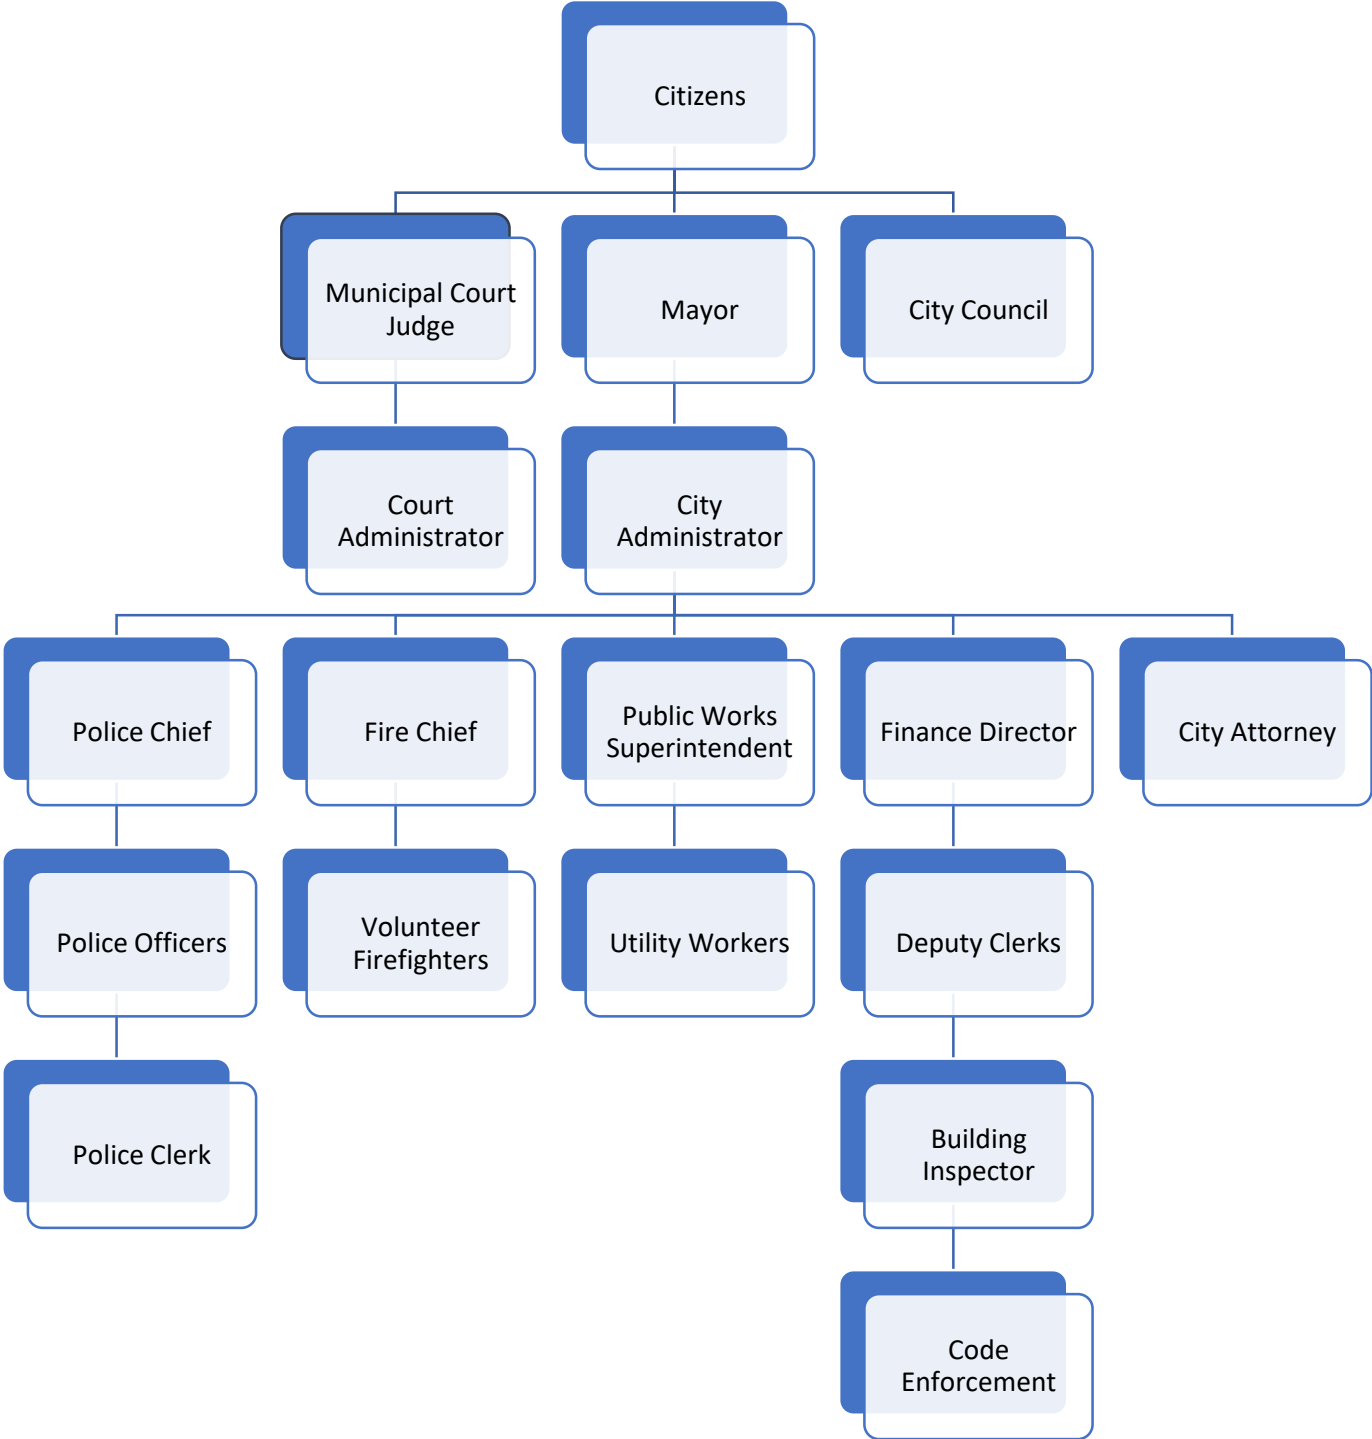 Citizens
Municipal Court
Judge
Mayor
City Council
Court
Administrator
City
Administrator
Police Chief
Fire Chief
Public Works
Superintendent
Finance Director
City Attorney
Police Officers
Volunteer
Firefighters
Utility Workers
Deputy Clerks
Police Clerk
Building
Inspector
Code
Enforcement